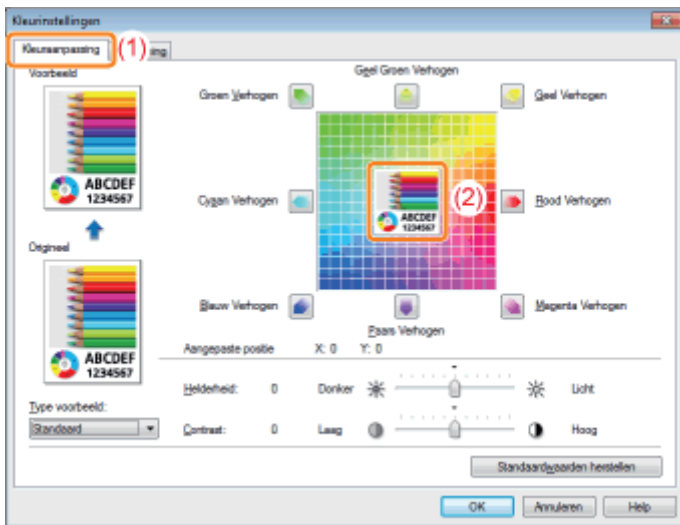 Kleurinstellingen
Kleuraanpassing (1) ing
Voorbeeld
Geel Groen Verhogen
Groen Verhogen
Geel Verhogen
ABCDEF
1234567
Cyaan Verhogen
ABCDEF
1234567
(2)
Rood Verhogen
Origineel
ABCDEF
1234567
Blauw Verhogen
Magenta Verhogen
Paars Verhogen
Aangepaste positie X: 0 Y: 0
Helderheid: 0 Donker Licht
Type voorbeeld:
Standaard
Contrast: 0 Laag Hoog
Standaardwaarden herstellen
OK Annuleren Help